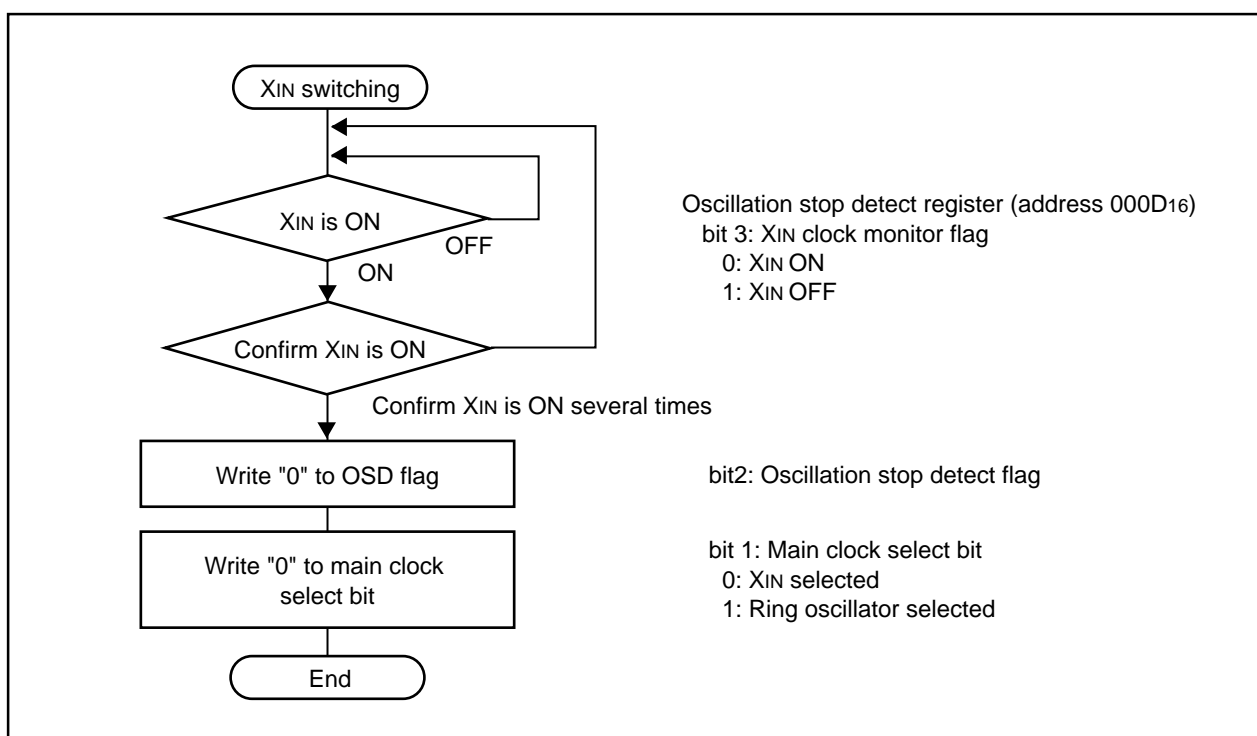 XIN switching
XIN is ON
OFF
ON
Confirm XIN is ON
Confirm XIN is ON several times
Write "0" to OSD flag
Write "0" to main clock
select bit
End
Oscillation stop detect register (address 000D16)
bit 3: XIN clock monitor flag
0: XIN ON
1: XIN OFF
bit2: Oscillation stop detect flag
bit 1: Main clock select bit
0: XIN selected
1: Ring oscillator selected